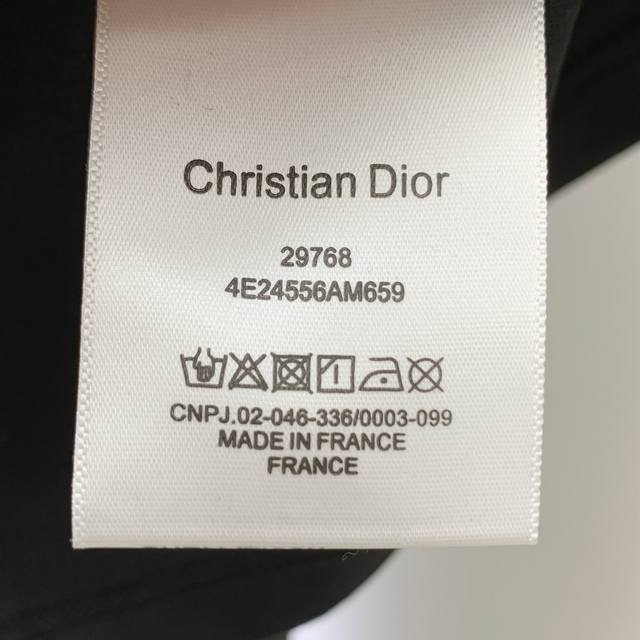 Christian Dior
29768
4E24556AM659
CNPJ.02-046-336/0003-099
MADE IN FRANCE
FRANCE